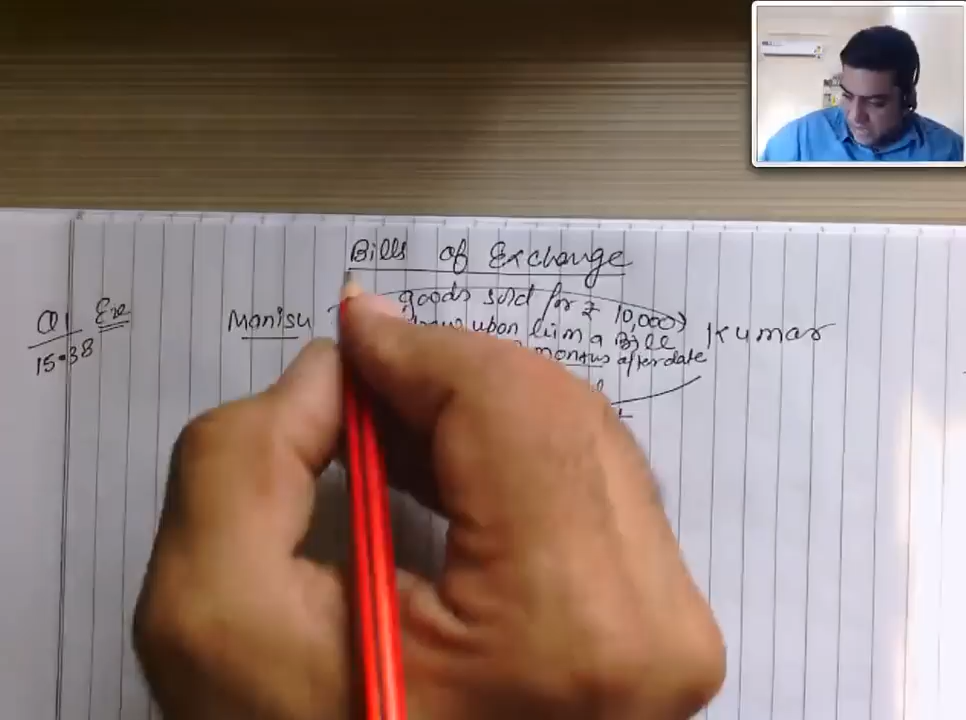 Bills of Exchange
Q1 Exe
15.38
Manisu
goods sold for ₹ 10,000
upon him a Bill
months after date
Kumar